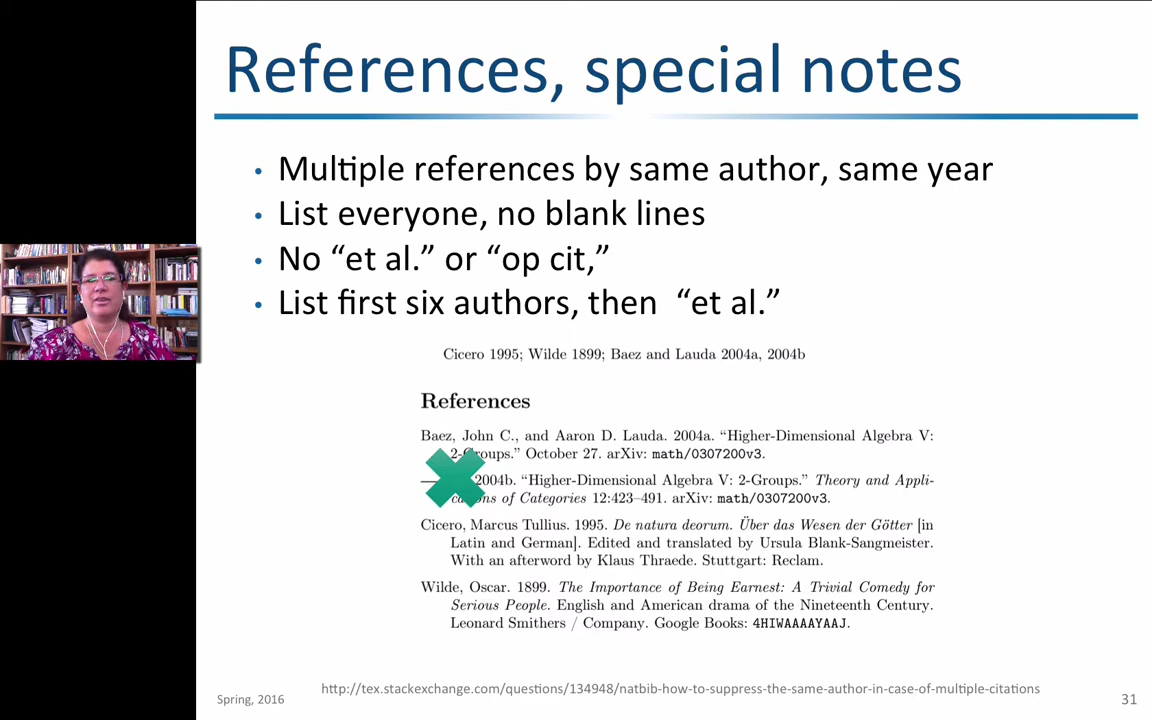 References, special notes
• Multiple references by same author, same year
• List everyone, no blank lines
• No “et al.” or “op cit,”
• List first six authors, then “et al.”
Cicero 1995; Wilde 1899; Baez and Lauda 2004a, 2004b
References
Baez, John C., and Aaron D. Lauda. 2004a. “Higher-Dimensional Algebra V:
2-Groups.” October 27. arXiv: math/0307200v3.
2004b. “Higher-Dimensional Algebra V: 2-Groups.” Theory and Appli-
cations of Categories 12:423–491. arXiv: math/0307200v3.
Cicero, Marcus Tullius. 1995. De natura deorum. Über das Wesen der Götter [in
Latin and German]. Edited and translated by Ursula Blank-Sangmeister.
With an afterword by Klaus Thraede. Stuttgart: Reclam.
Wilde, Oscar. 1899. The Importance of Being Earnest: A Trivial Comedy for
Serious People. English and American drama of the Nineteenth Century.
Leonard Smithers / Company. Google Books: 4HIWAAAAYAAJ.
Spring, 2016
http://tex.stackexchange.com/questions/134948/natbib-how-to-suppress-the-same-author-in-case-of-multiple-citations
31